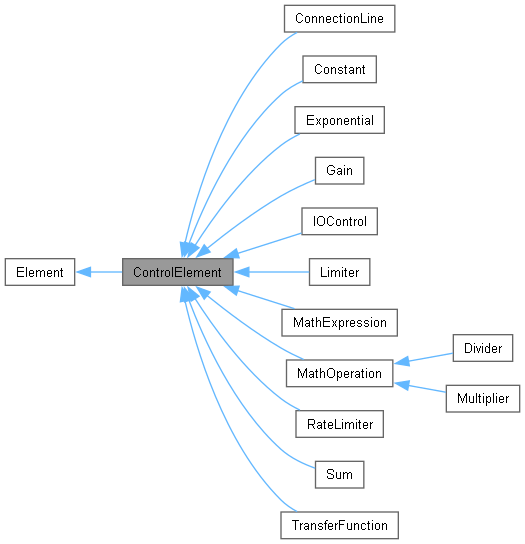 ConnectionLine
Constant
Exponential
Gain
IOControl
Element
ControlElement
Limiter
MathExpression
MathOperation
Divider
Multiplier
RateLimiter
Sum
TransferFunction